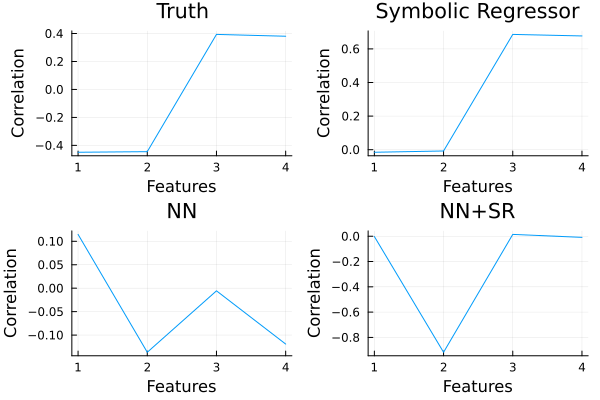 Truth
0.4
0.2
0.0
−0.2
−0.4
Correlation
1 2 3 4
Features
Symbolic Regressor
0.6
0.4
0.2
0.0
Correlation
1 2 3 4
Features
NN
0.10
0.05
0.00
−0.05
−0.10
Correlation
1 2 3 4
Features
NN+SR
0.0
−0.2
−0.4
−0.6
−0.8
Correlation
1 2 3 4
Features